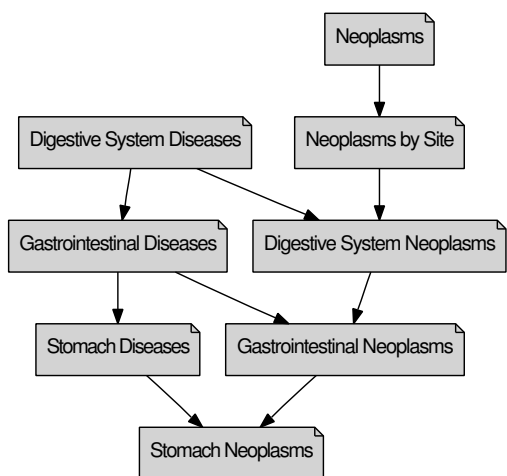 Neoplasms
Digestive System Diseases
Neoplasms by Site
Gastrointestinal Diseases
Digestive System Neoplasms
Stomach Diseases
Gastrointestinal Neoplasms
Stomach Neoplasms